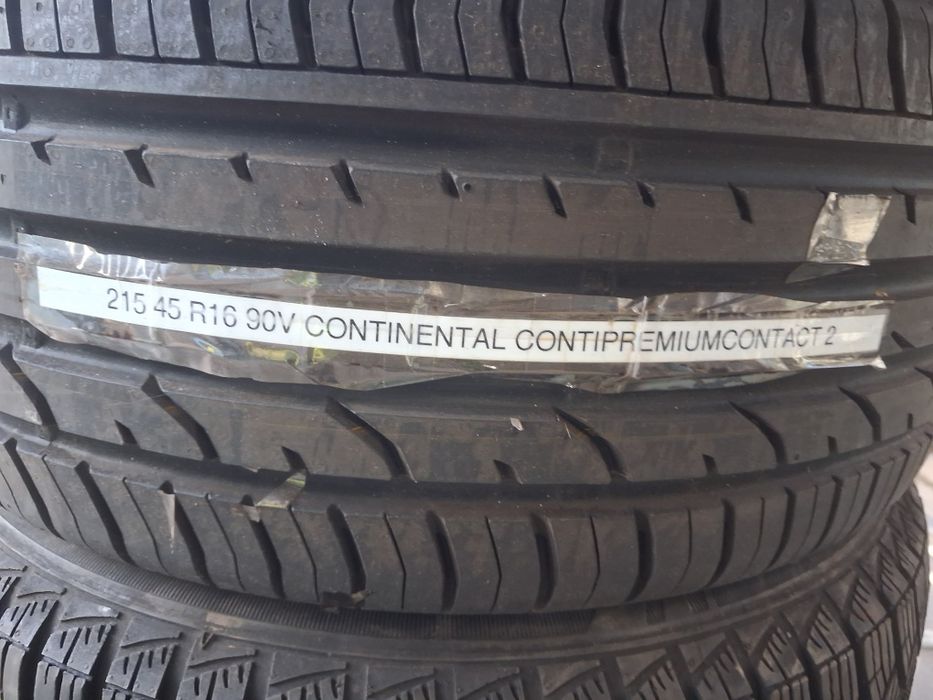 215 45 R16 90V CONTINENTAL CONTIPREMIUMCONTACT 2